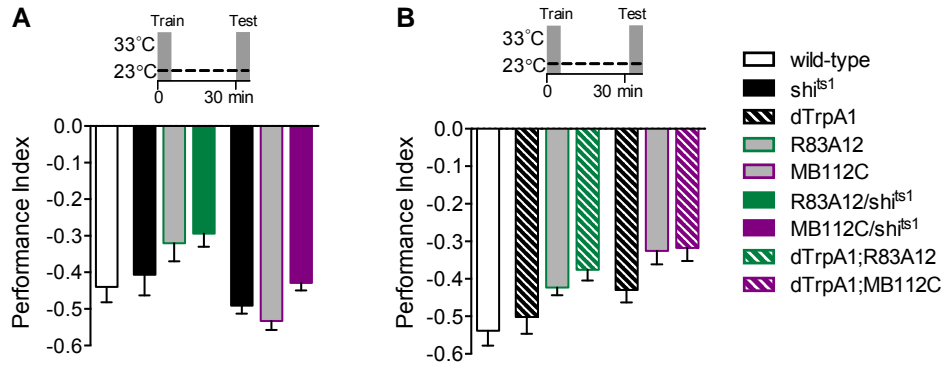 A
Train Test
33°C
23°C
0 30 min
0.0
-0.1
-0.2
-0.3
-0.4
-0.5
-0.6
Performance Index
B
Train Test
33°C
23°C
0 30 min
0.0
-0.1
-0.2
-0.3
-0.4
-0.5
-0.6
Performance Index
wild-type
shi^ts1
dTrpA1
R83A12
MB112C
R83A12/shi^ts1
MB112C/shi^ts1
dTrpA1;R83A12
dTrpA1;MB112C